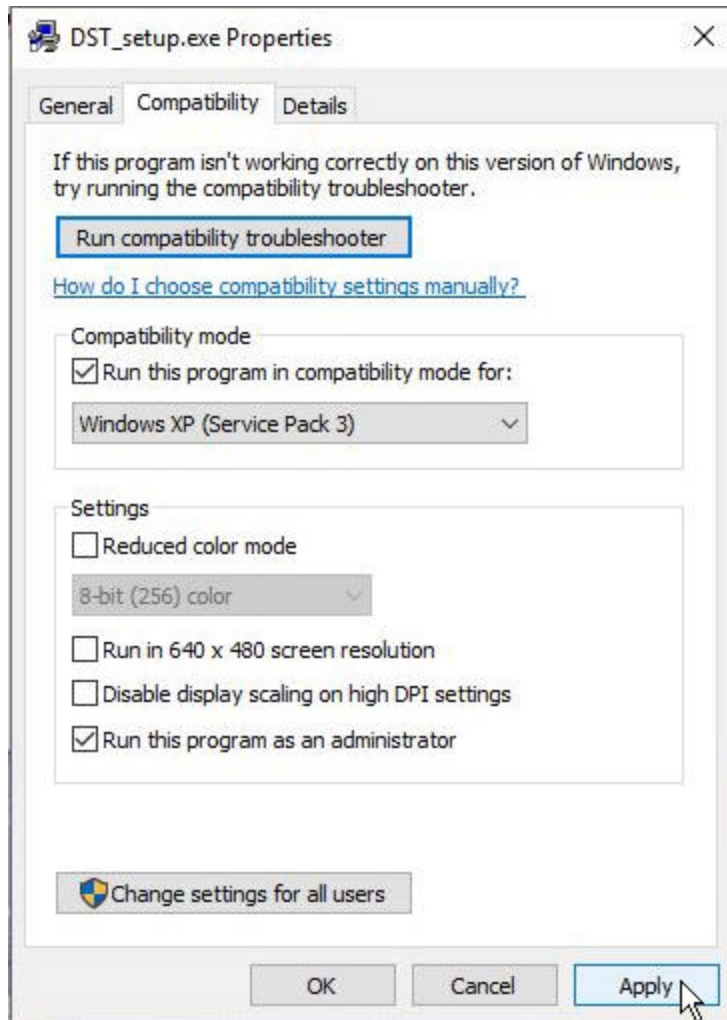 DST_setup.exe Properties
General Compatibility Details
If this program isn't working correctly on this version of Windows,
try running the compatibility troubleshooter.
Run compatibility troubleshooter
How do I choose compatibility settings manually?
Compatibility mode
Run this program in compatibility mode for:
Windows XP (Service Pack 3)
Settings
Reduced color mode
8-bit (256) color
Run in 640 x 480 screen resolution
Disable display scaling on high DPI settings
Run this program as an administrator
Change settings for all users
OK Cancel Apply